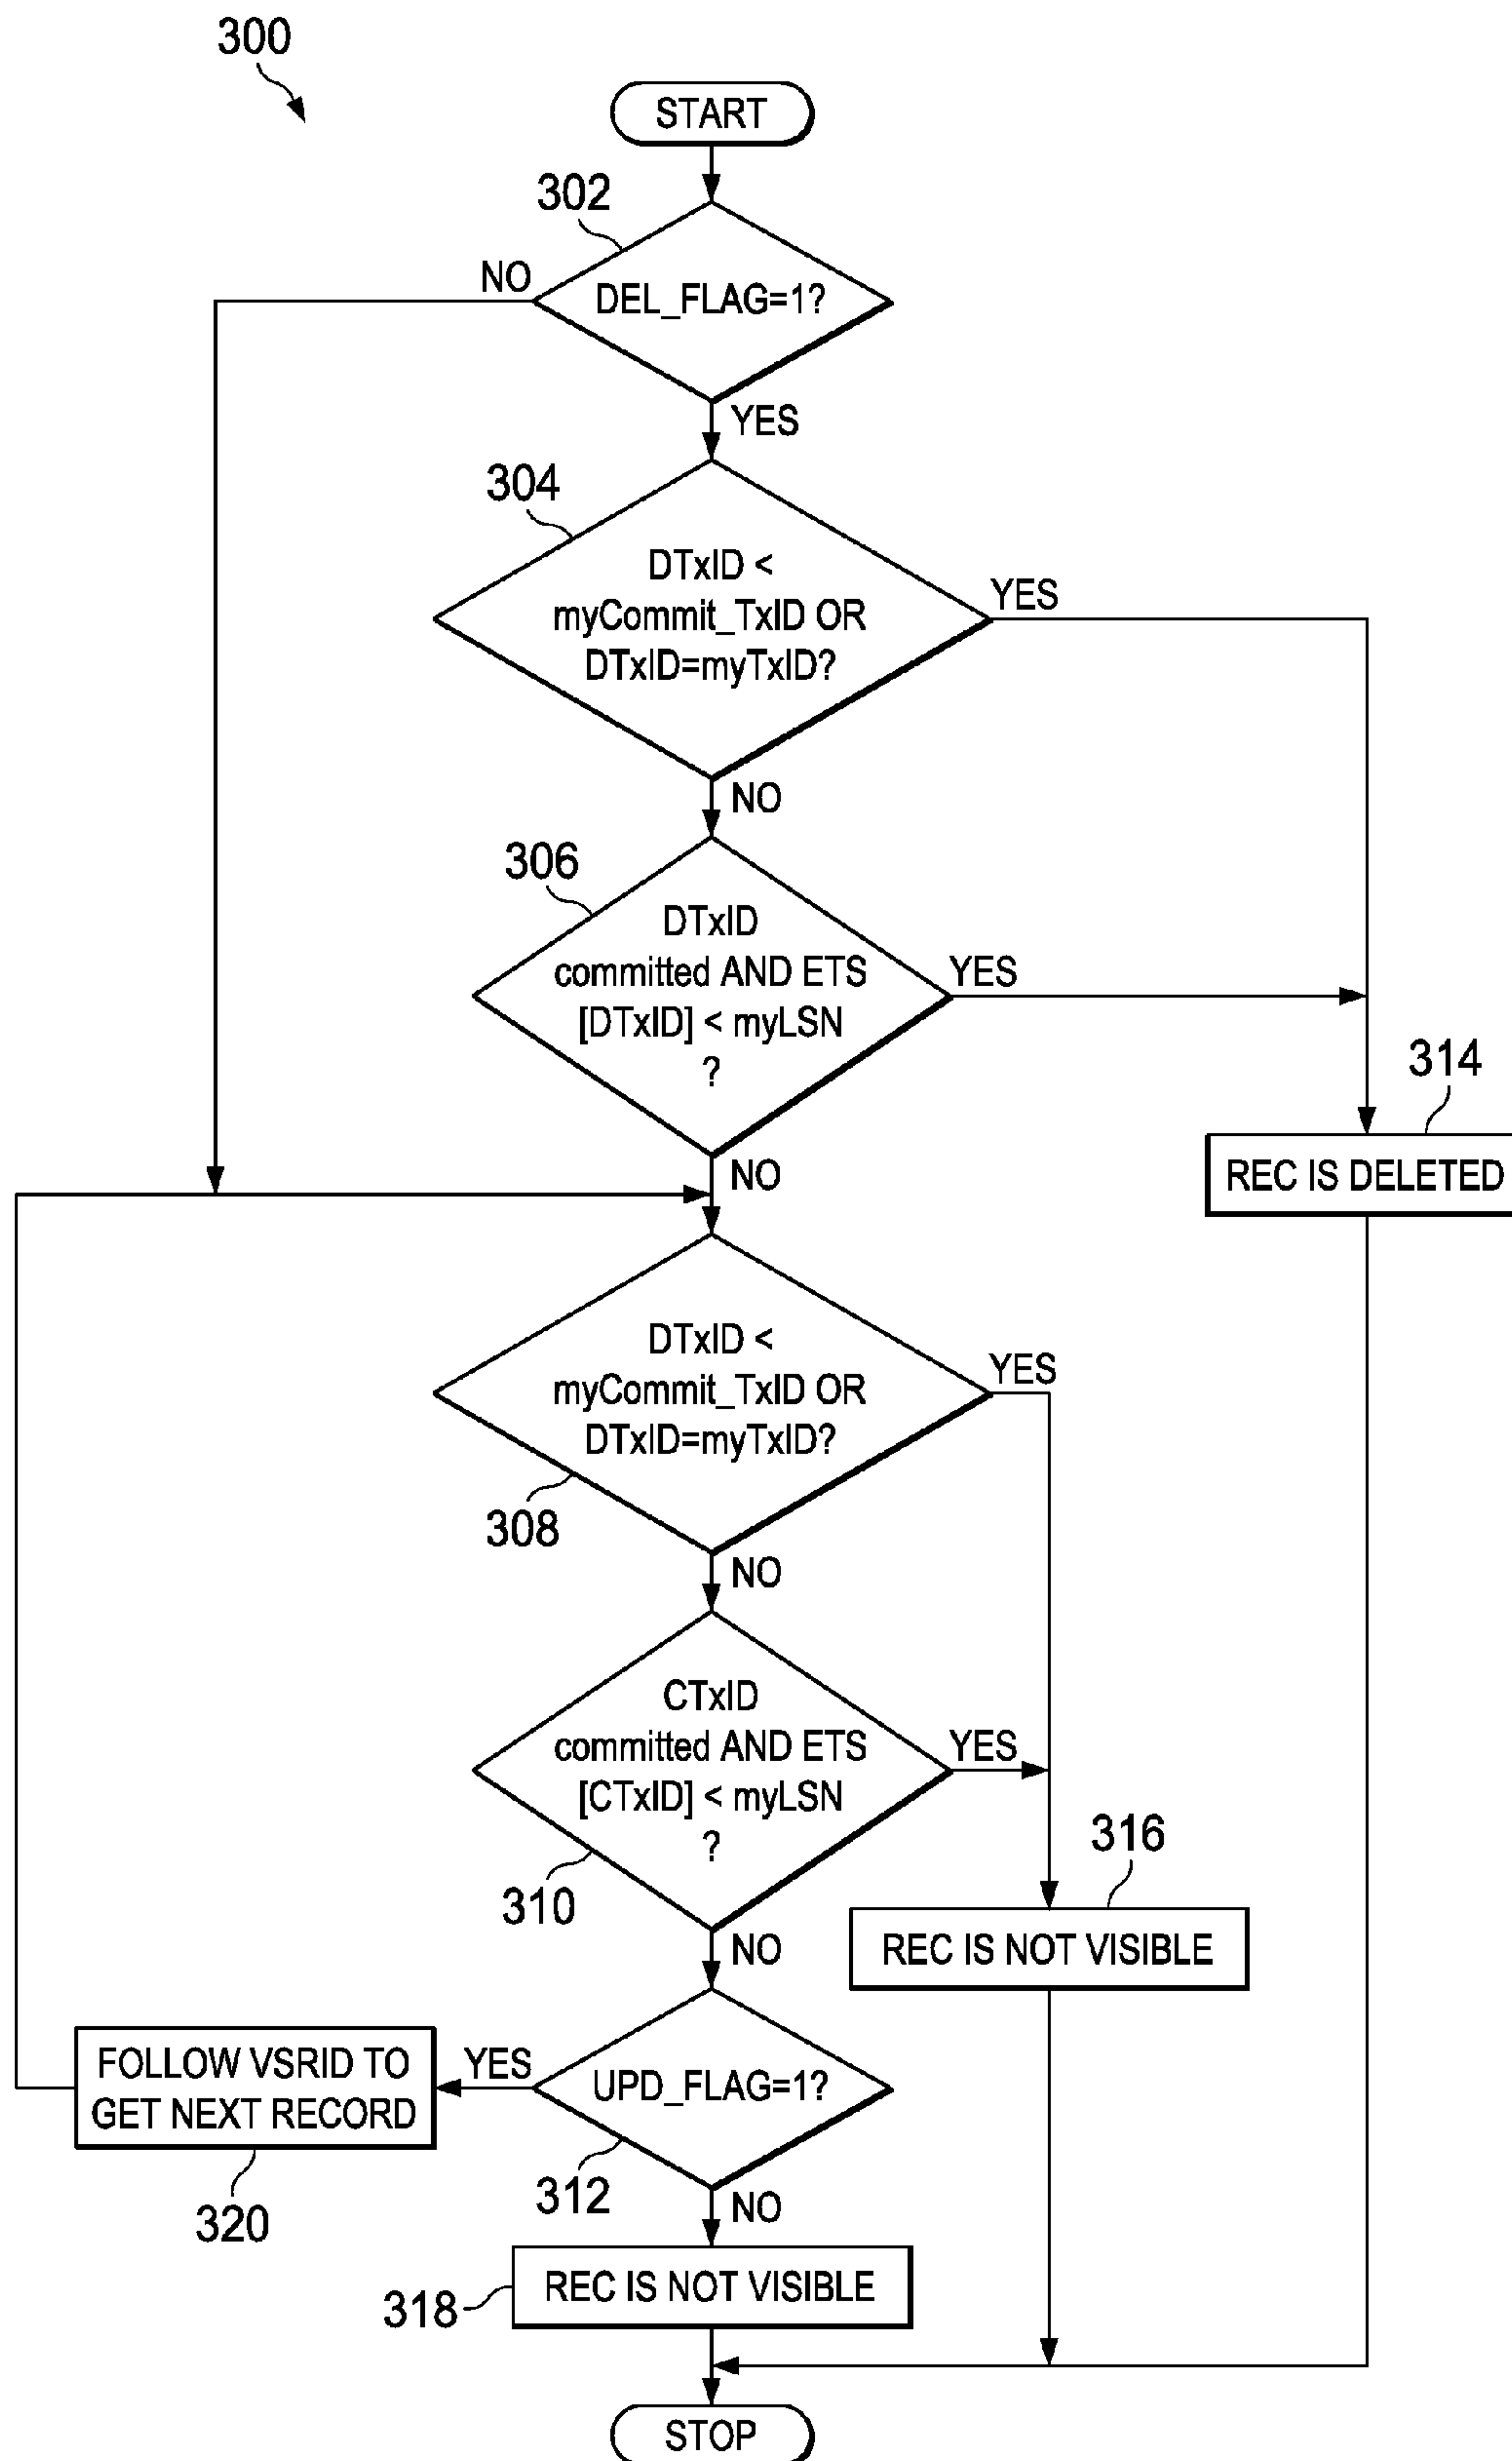 300
START
302
NO
DEL_FLAG=1?
YES
304
DTxID <
myCommit_TxID OR
DTxID=myTxID?
YES
NO
306
DTxID
committed AND ETS
[DTxID] < myLSN
?
YES
NO
314
REC IS DELETED
DTxID <
myCommit_TxID OR
DTxID=myTxID?
YES
308
NO
CTxID
committed AND ETS
[CTxID] < myLSN
?
YES
310
NO
316
REC IS NOT VISIBLE
FOLLOW VSRID TO
GET NEXT RECORD
YES
UPD_FLAG=1?
320
312
NO
318
REC IS NOT VISIBLE
STOP